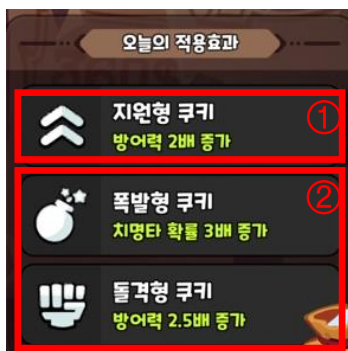 오늘의 적용효과
지원형 쿠키
방어력 2배 증가
①
폭발형 쿠키
치명타 확률 3배 증가
②
돌격형 쿠키
방어력 2.5배 증가